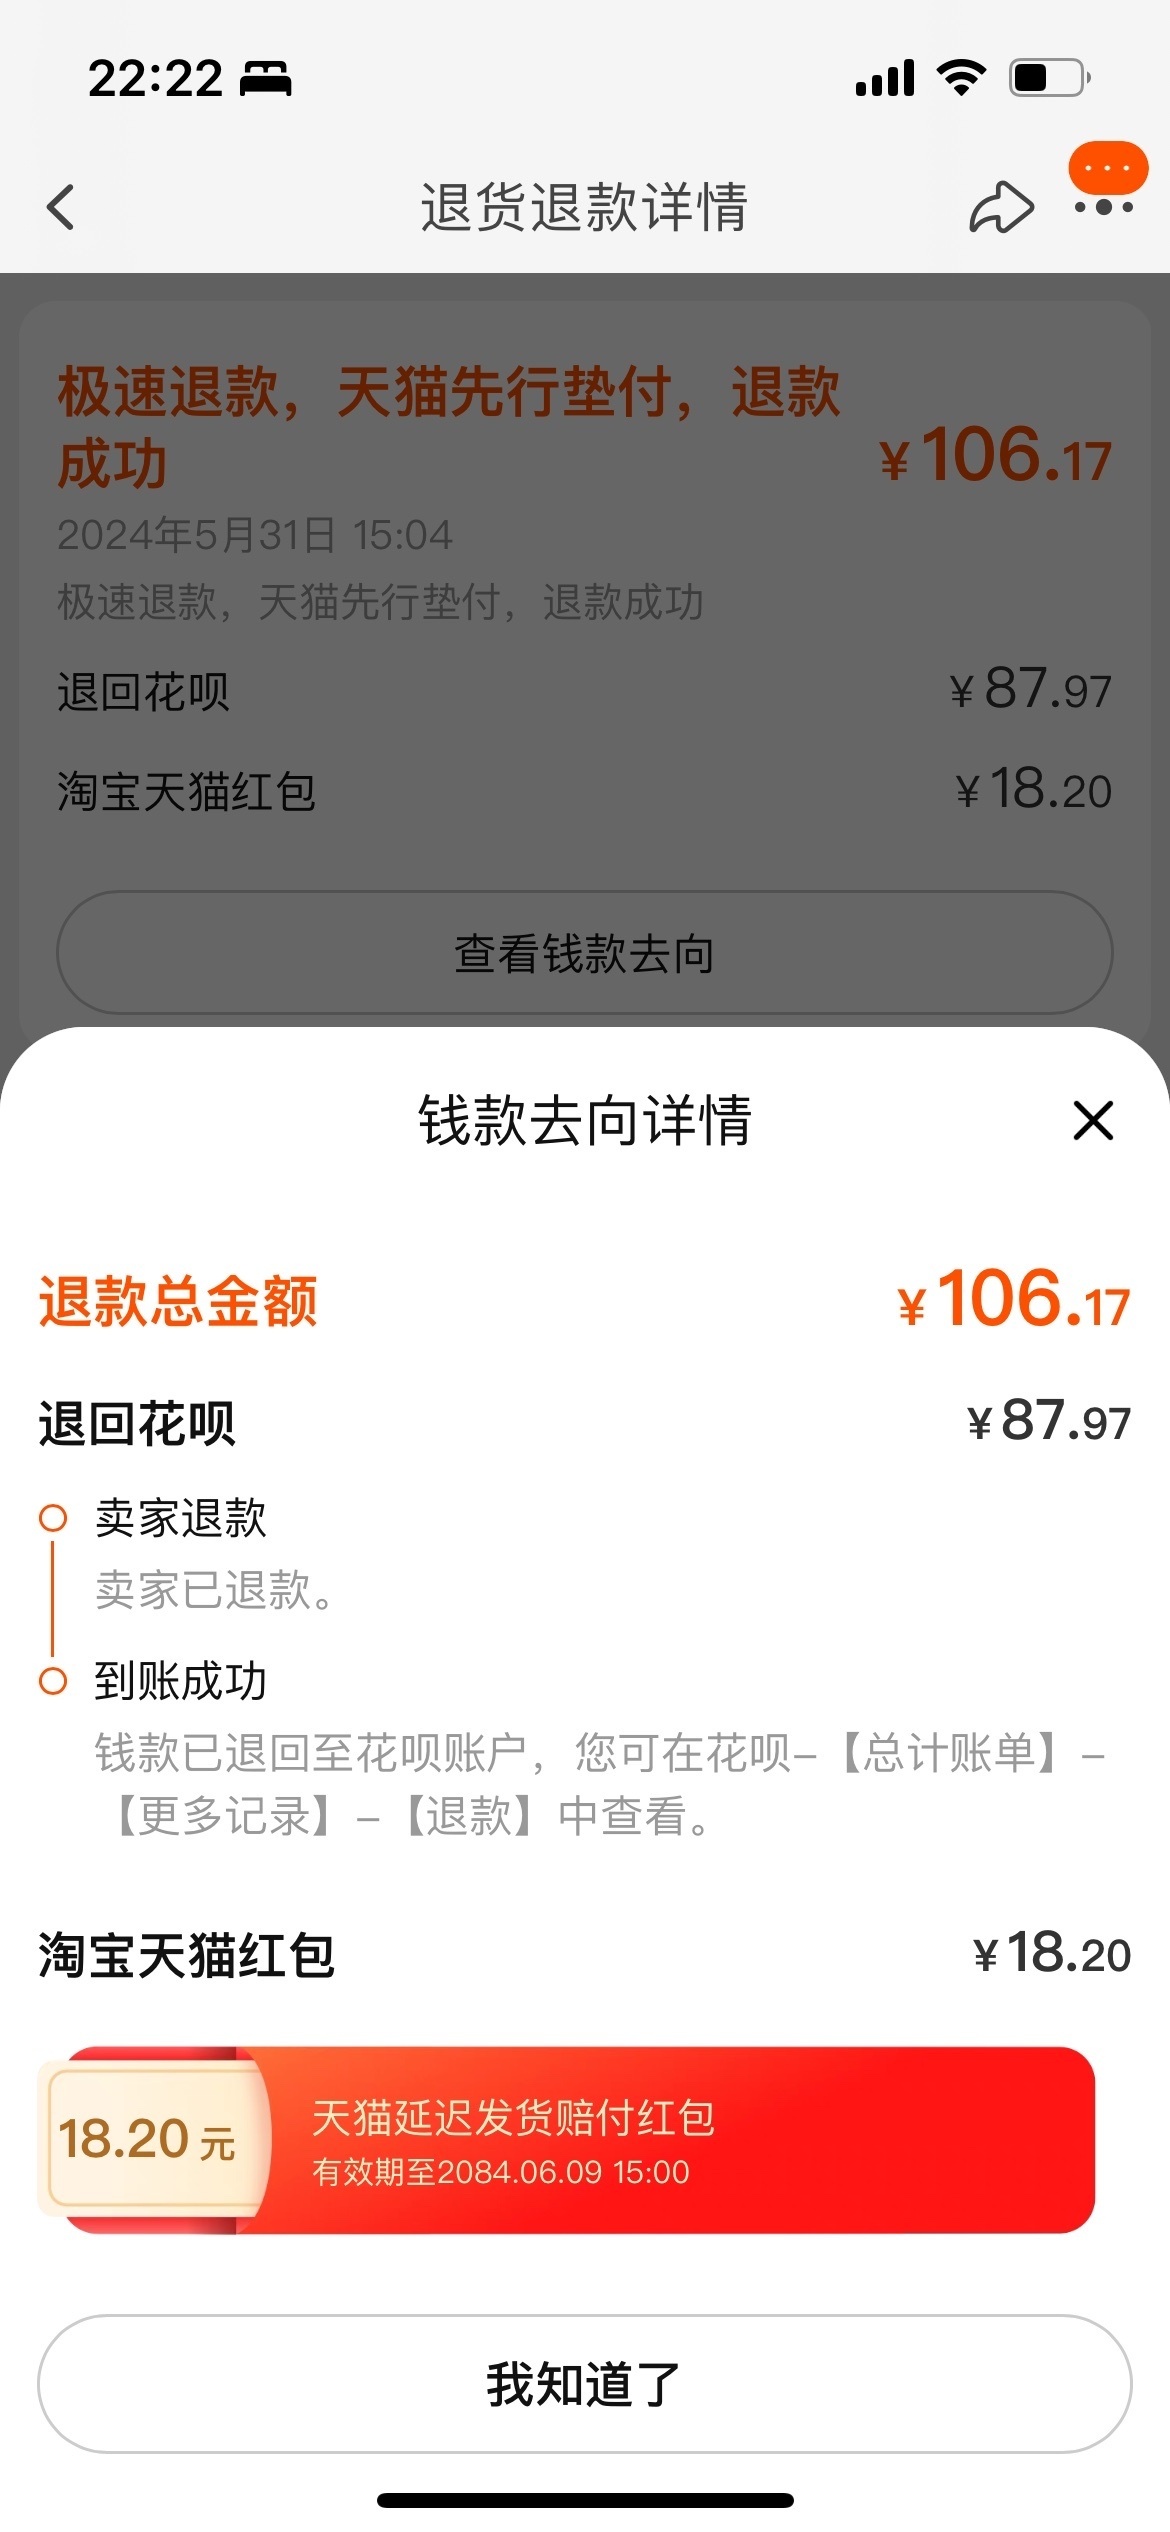 22:22
退货退款详情
极速退款，天猫先行垫付，退款
成功
¥106.17
2024年5月31日 15:04
极速退款，天猫先行垫付，退款成功
退回花呗 ¥87.97
淘宝天猫红包 ¥18.20
查看钱款去向
钱款去向详情
退款总金额 ¥106.17
退回花呗 ¥87.97
卖家退款
卖家已退款。
到账成功
钱款已退回至花呗账户，您可在花呗-【总计账单】-
【更多记录】-【退款】中查看。
淘宝天猫红包 ¥18.20
18.20元
天猫延迟发货赔付红包
有效期至2084.06.09 15:00
我知道了